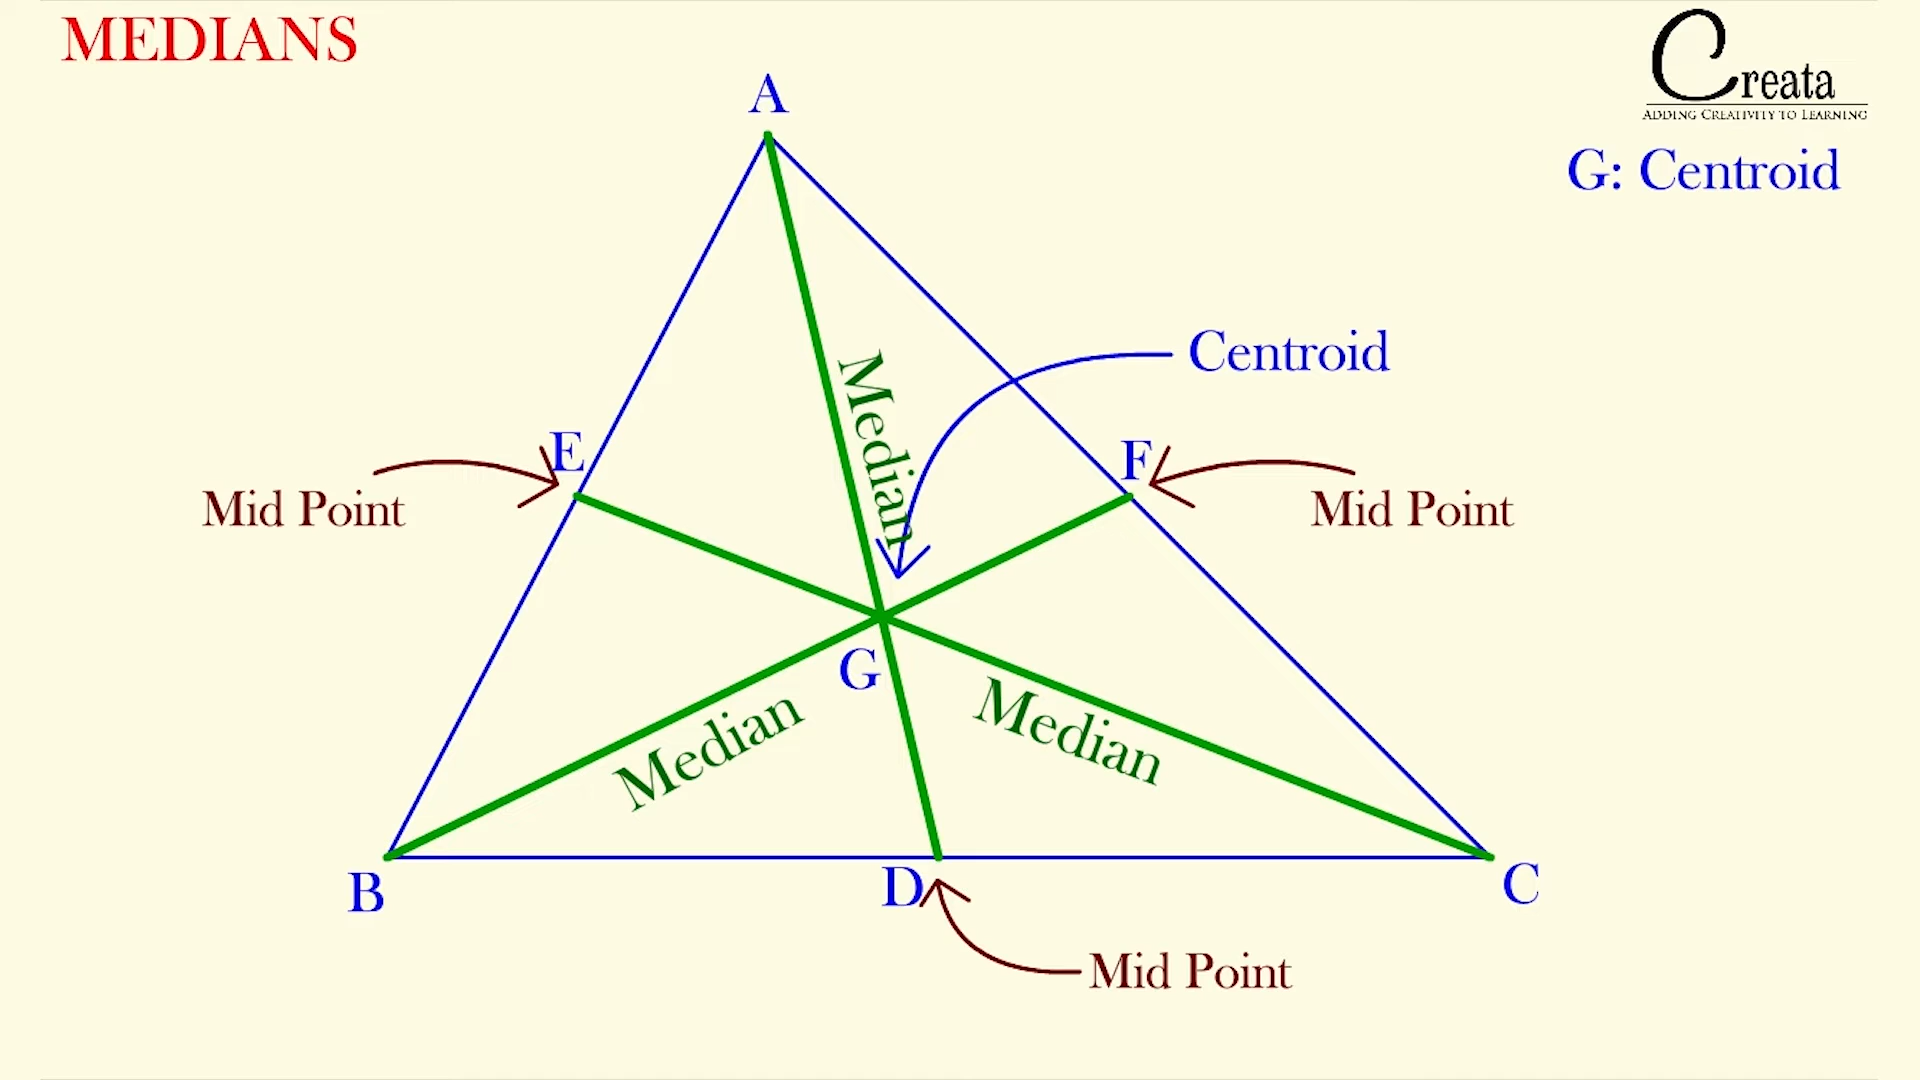 MEDIANS
Creata
ADDING CREATIVITY TO LEARNING
A
G: Centroid
Centroid
Median
E
F
Mid Point
Mid Point
G
Median
Median
B
D
C
Mid Point